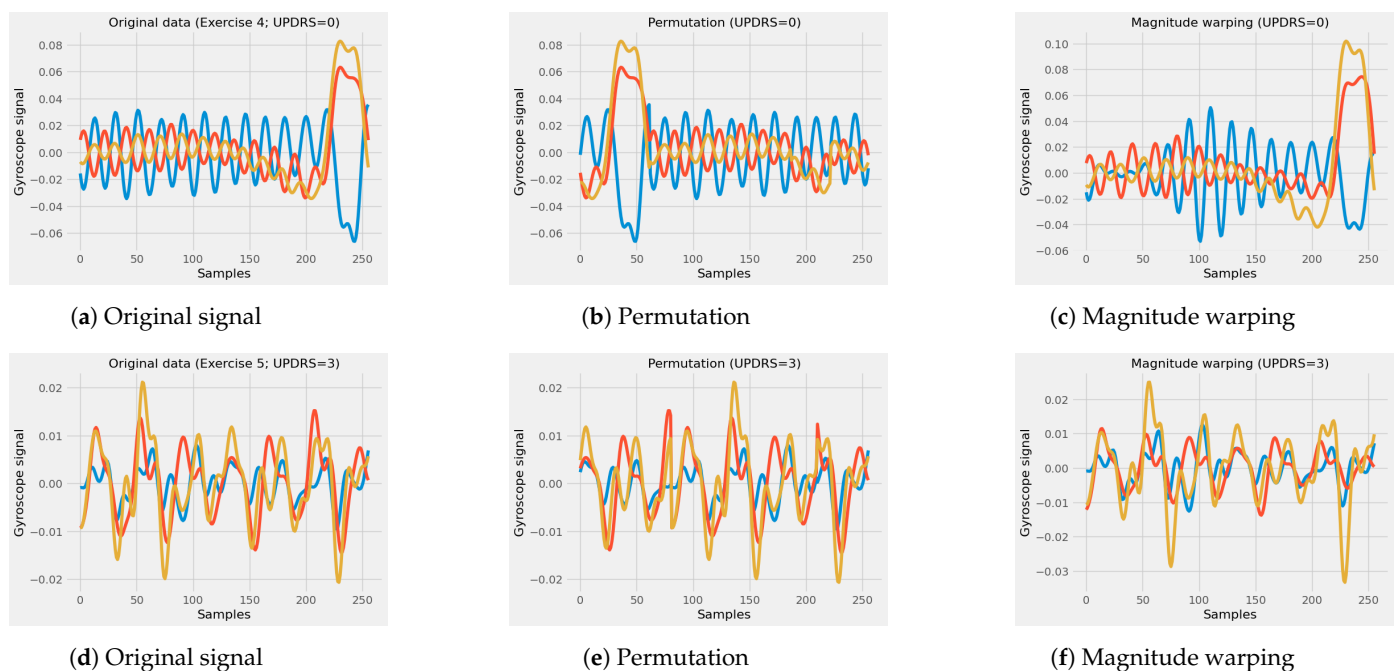 Original data (Exercise 4; UPDRS=0)
Gyroscope signal
0.08
0.06
0.04
0.02
0.00
−0.02
−0.04
−0.06
0 50 100 150 200 250
Samples
(a) Original signal
Permutation (UPDRS=0)
Gyroscope signal
0.08
0.06
0.04
0.02
0.00
−0.02
−0.04
−0.06
0 50 100 150 200 250
Samples
(b) Permutation
Magnitude warping (UPDRS=0)
Gyroscope signal
0.10
0.08
0.06
0.04
0.02
0.00
−0.02
−0.04
−0.06
0 50 100 150 200 250
Samples
(c) Magnitude warping
Original data (Exercise 5; UPDRS=3)
Gyroscope signal
0.02
0.01
0.00
−0.01
−0.02
0 50 100 150 200 250
Samples
(d) Original signal
Permutation (UPDRS=3)
Gyroscope signal
0.02
0.01
0.00
−0.01
−0.02
0 50 100 150 200 250
Samples
(e) Permutation
Magnitude warping (UPDRS=3)
Gyroscope signal
0.02
0.01
0.00
−0.01
−0.02
−0.03
0 50 100 150 200 250
Samples
(f) Magnitude warping